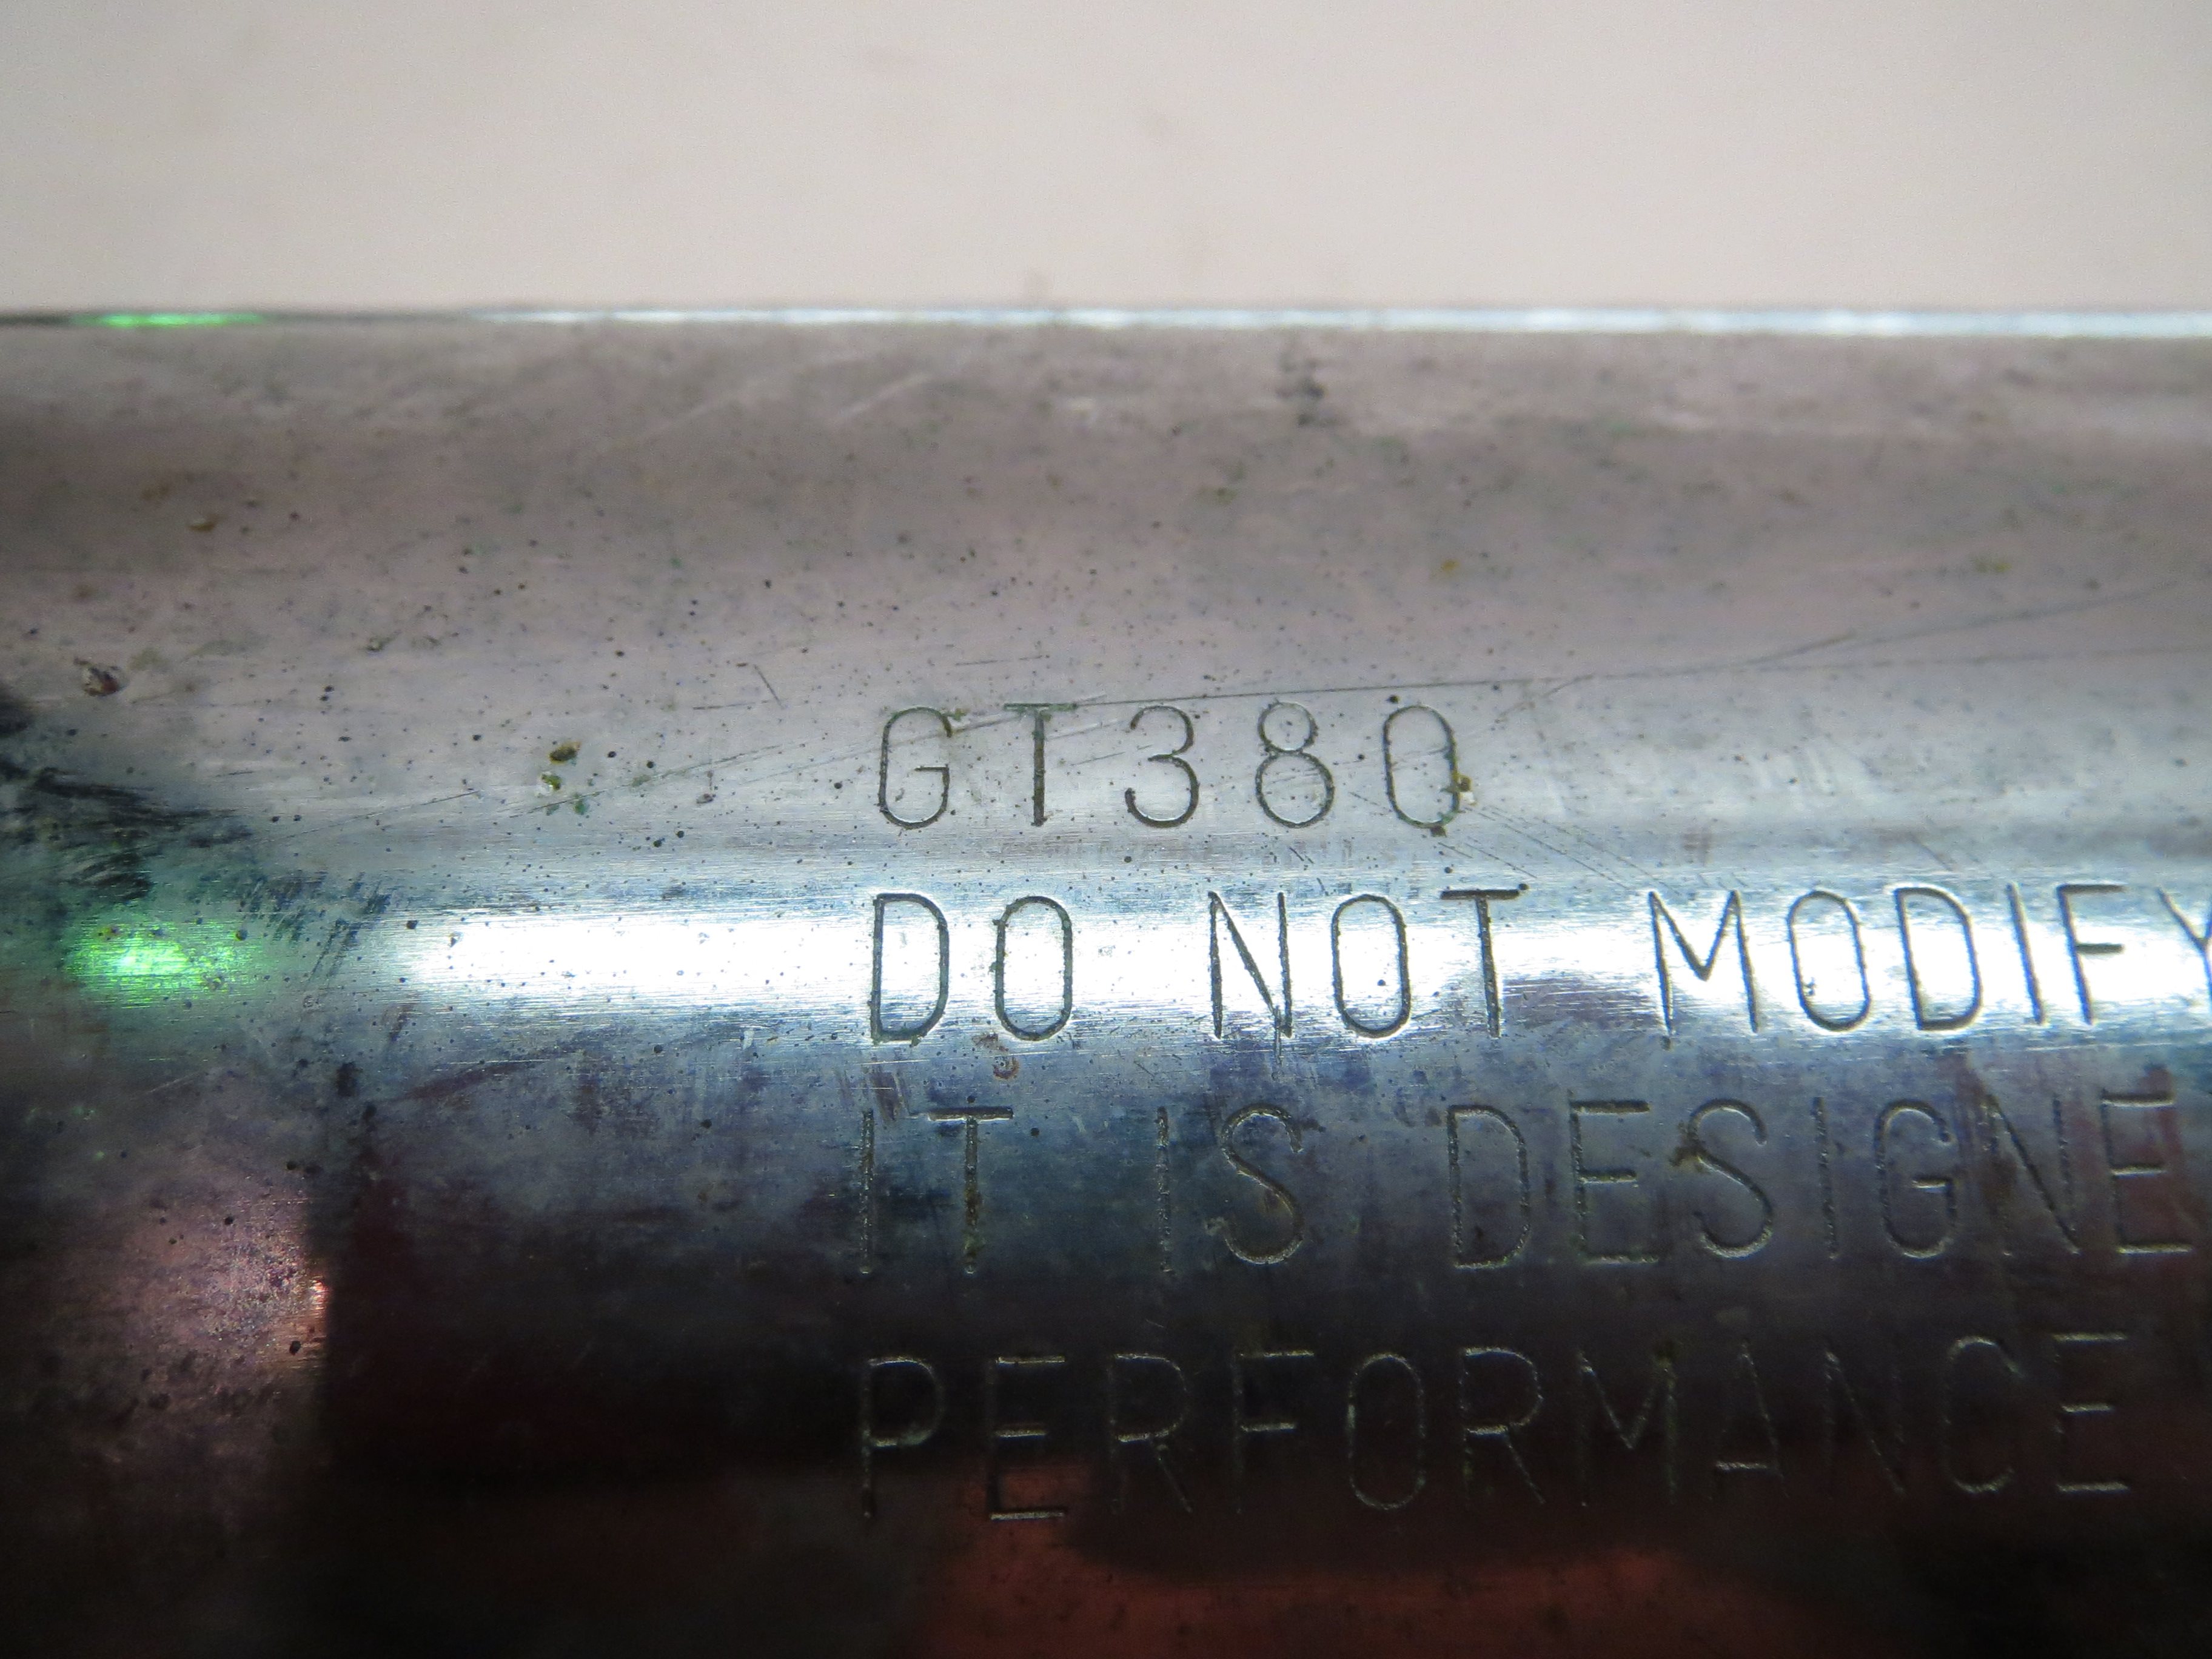 GT380
DO NOT MODIFY
IT IS DESIGNE
PERFORMANCE